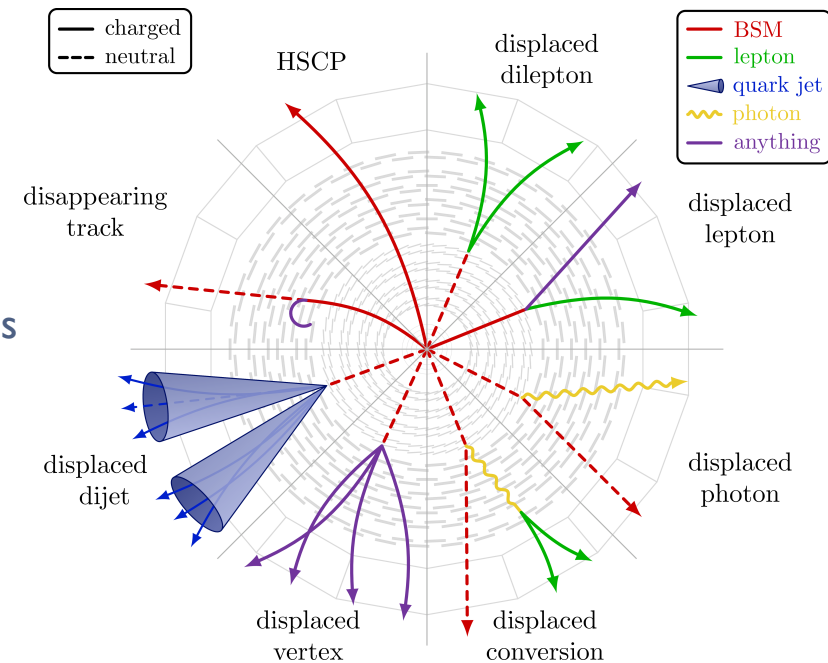 charged
neutral
HSCP
displaced
dilepton
BSM
lepton
quark jet
photon
anything
disappearing
track
displaced
lepton
s
displaced
dijet
displaced
photon
displaced
vertex
displaced
conversion